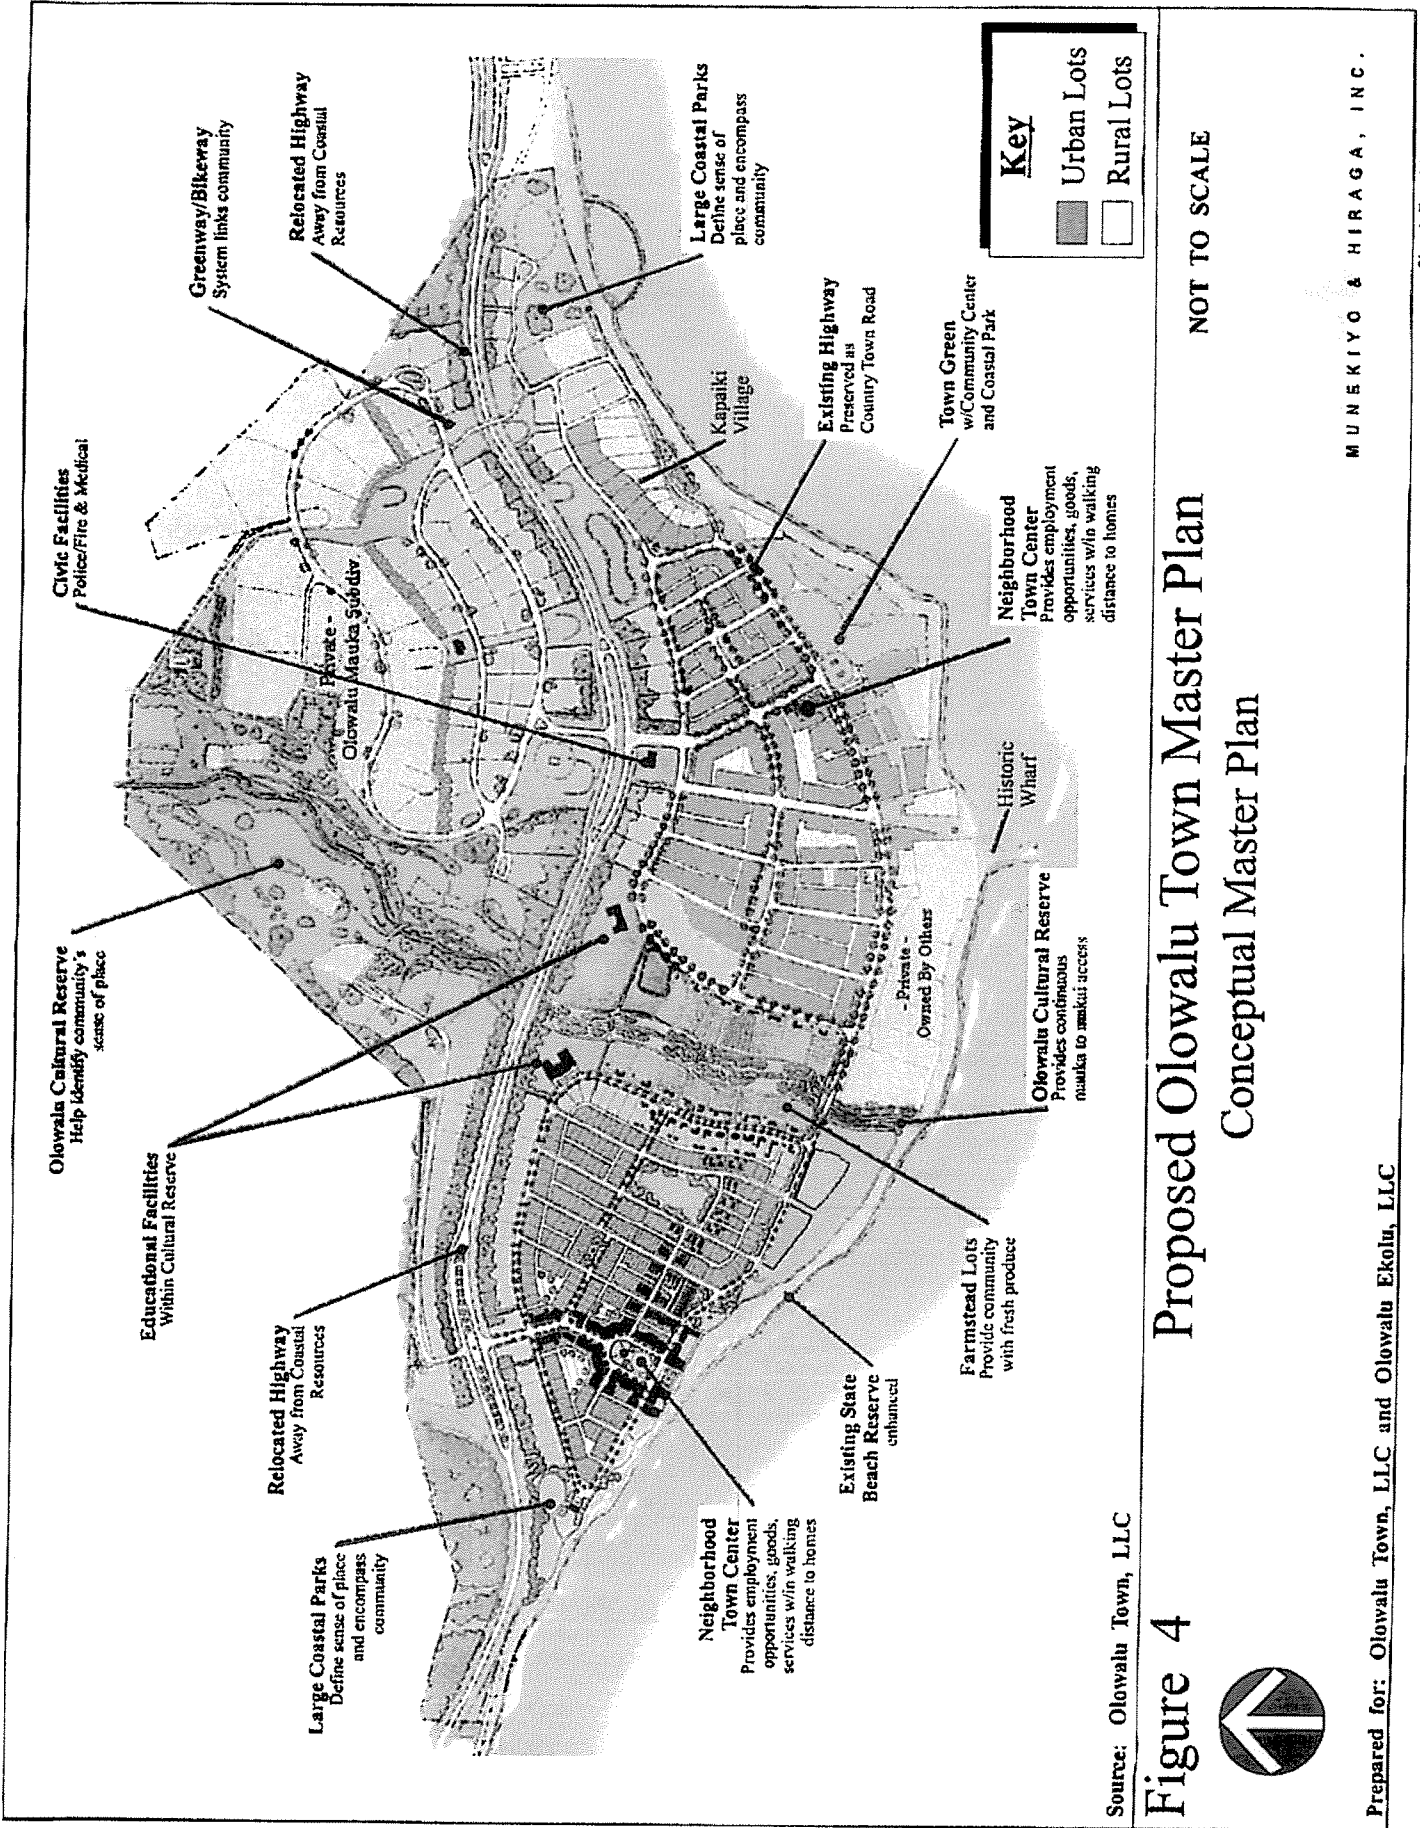 Large Coastal Parks
Define sense of place
and encompass
community
Relocated Highway
Away from Coastal
Resources
Educational Facilities
Within Cultural Reserve
Olowalu Cultural Reserve
Help identify community's
sense of place
Civic Facilities
Police/Fire & Medical
Greenway/Bikeway
System links community
Relocated Highway
Away from Coastal
Resources
- Private -
Olowalu Mauka Subdiv
Large Coastal Parks
Define sense of
place and encompass
community
Kapaiki
Village
Existing Highway
Preserved as
Country Town Road
Town Green
w/Community Center
and Coastal Park
Neighborhood
Town Center
Provides employment
opportunities, goods,
services w/in walking
distance to homes
Historic
Wharf
- Private -
Owned By Others
Olowalu Cultural Reserve
Provides continuous
mauka to makai access
Farmstead Lots
Provide community
with fresh produce
Existing State
Beach Reserve
enhanced
Neighborhood
Town Center
Provides employment
opportunities, goods,
services w/in walking
distance to homes
Key
Urban Lots
Rural Lots
Source: Olowalu Town, LLC
Figure 4
Proposed Olowalu Town Master Plan
Conceptual Master Plan
NOT TO SCALE
Prepared for: Olowalu Town, LLC and Olowalu Ekolu, LLC
MUNEKIYO & HIRAGA, INC.